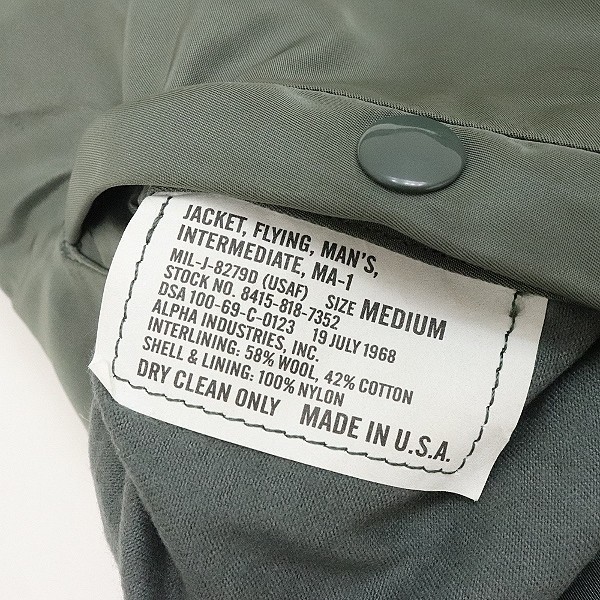 JACKET, FLYING, MAN'S,
INTERMEDIATE, MA-1
MIL-J-8279D (USAF) SIZE MEDIUM
STOCK NO. 8415-818-7352
DSA 100-69-C-0123 19 JULY 1968
ALPHA INDUSTRIES, INC.
INTERLINING: 58% WOOL, 42% COTTON
SHELL & LINING: 100% NYLON
DRY CLEAN ONLY MADE IN U.S.A.